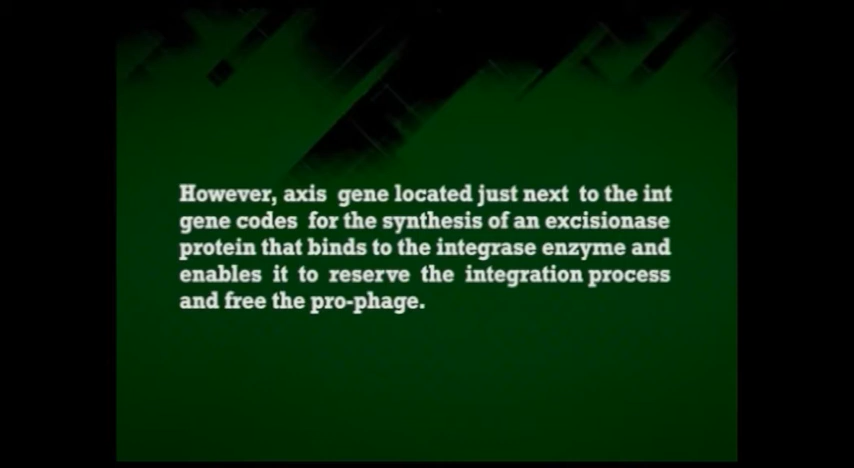 However, axis gene located just next to the int
gene codes for the synthesis of an excisionase
protein that binds to the integrase enzyme and
enables it to reserve the integration process
and free the pro-phage.